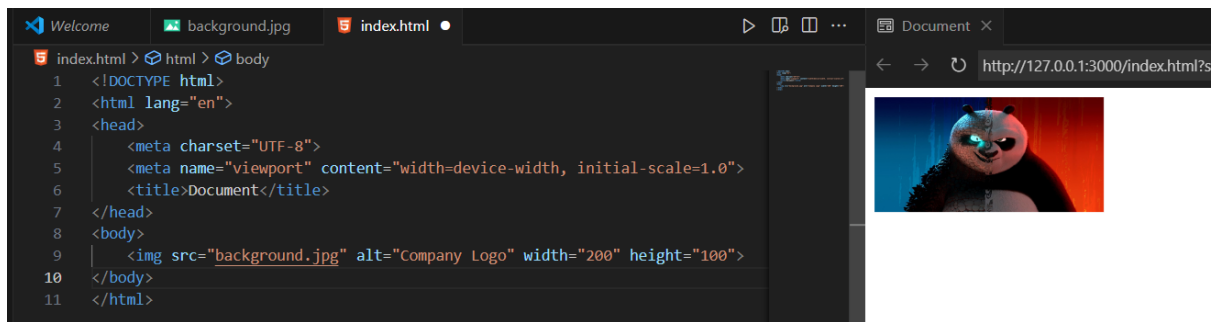 Welcome background.jpg index.html
Document
index.html > html > body
http://127.0.0.1:3000/index.html?s
1 <!DOCTYPE html>
2 <html lang="en">
3 <head>
4 <meta charset="UTF-8">
5 <meta name="viewport" content="width=device-width, initial-scale=1.0">
6 <title>Document</title>
7 </head>
8 <body>
9 <img src="background.jpg" alt="Company Logo" width="200" height="100">
10 </body>
11 </html>